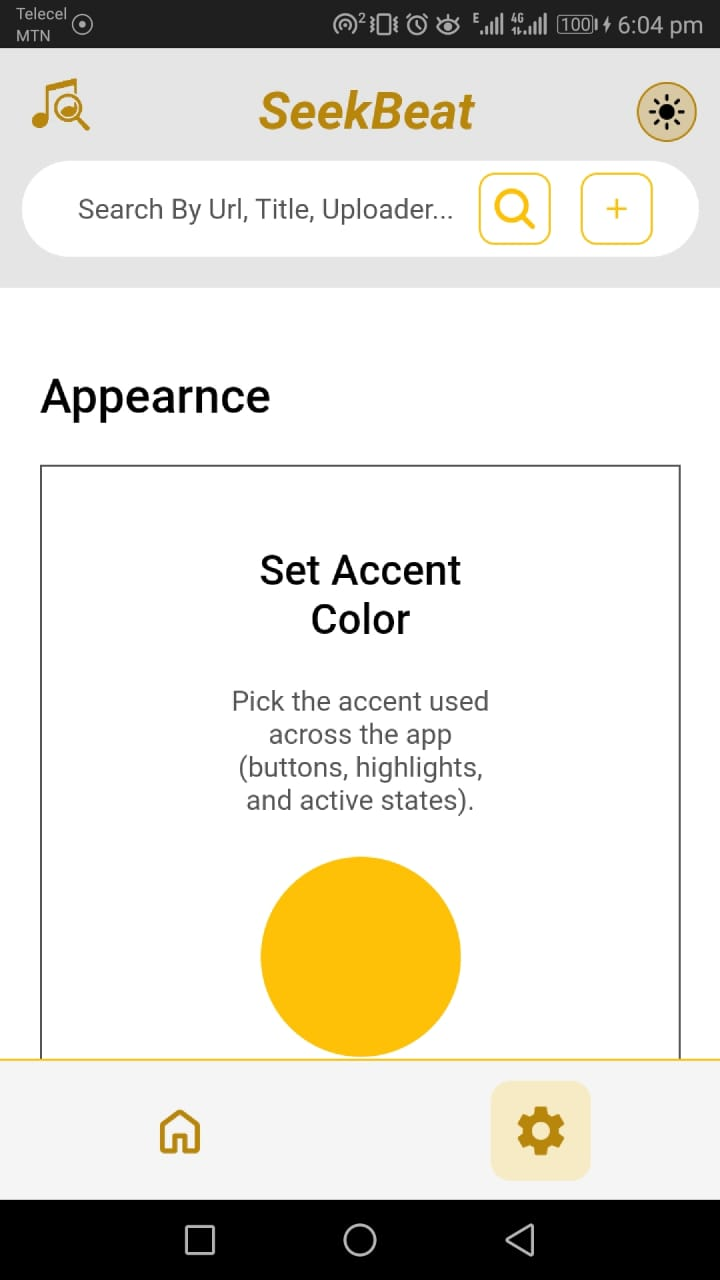 Telecel
MTN
2 E 4G 100 6:04 pm
SeekBeat
Search By Url, Title, Uploader...
+
Appearnce
Set Accent
Color
Pick the accent used
across the app
(buttons, highlights,
and active states).